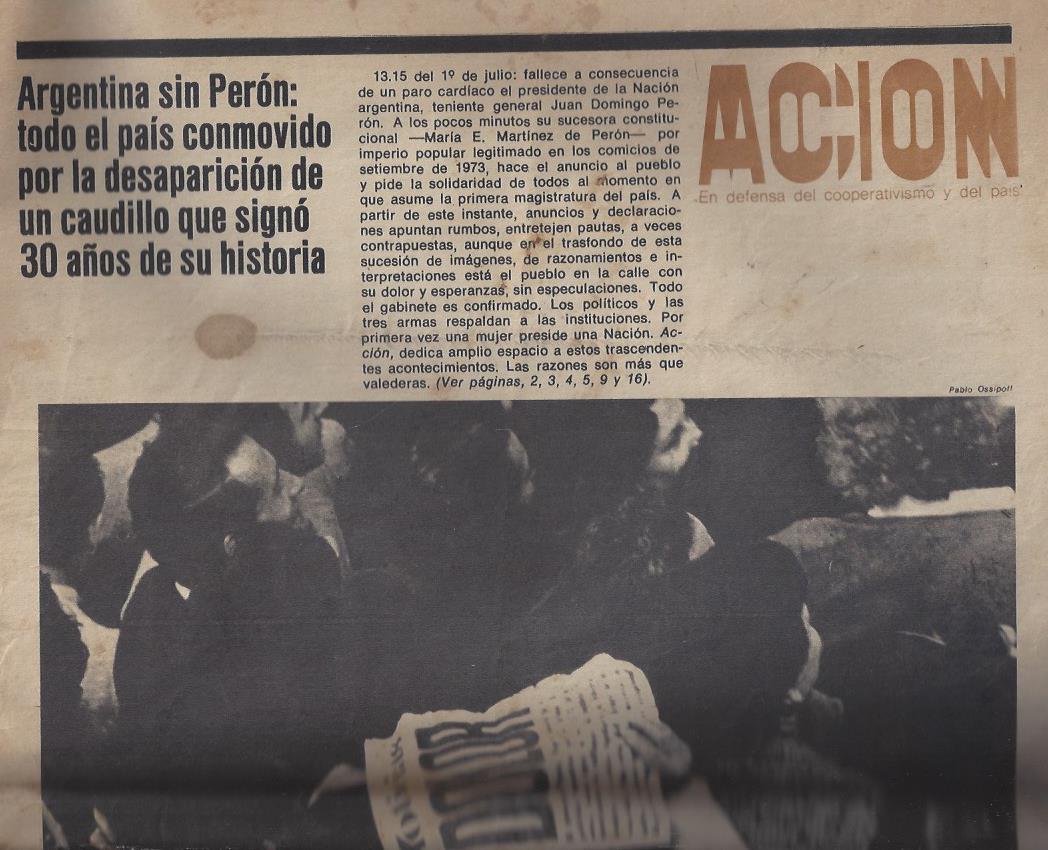 Argentina sin Perón:
todo el país conmovido
por la desaparición de
un caudillo que signó
30 años de su historia
13.15 del 1º de julio: fallece a consecuencia
de un paro cardíaco el presidente de la Nación
argentina, teniente general Juan Domingo Pe-
rón. A los pocos minutos su sucesora constitu-
cional —María E. Martínez de Perón— por
imperio popular legitimado en los comicios de
setiembre de 1973, hace el anuncio al pueblo
y pide la solidaridad de todos al momento en
que asume la primera magistratura del país. A
partir de este instante, anuncios y declaracio-
nes apuntan rumbos, entretejen pautas, a veces
contrapuestas, aunque en el trasfondo de esta
sucesión de imágenes, de razonamientos e in-
terpretaciones está el pueblo en la calle con
su dolor y esperanzas, sin especulaciones. Todo
el gabinete es confirmado. Los políticos y las
tres armas respaldan a las instituciones. Por
primera vez una mujer preside una Nación. Ac-
ción, dedica amplio espacio a estos trascenden-
tes acontecimientos. Las razones son más que
valederas. (Ver páginas, 2, 3, 4, 5, 9 y 16).
ACCION
En defensa del cooperativismo y del país
Pablo Ossipoff
DOLOR